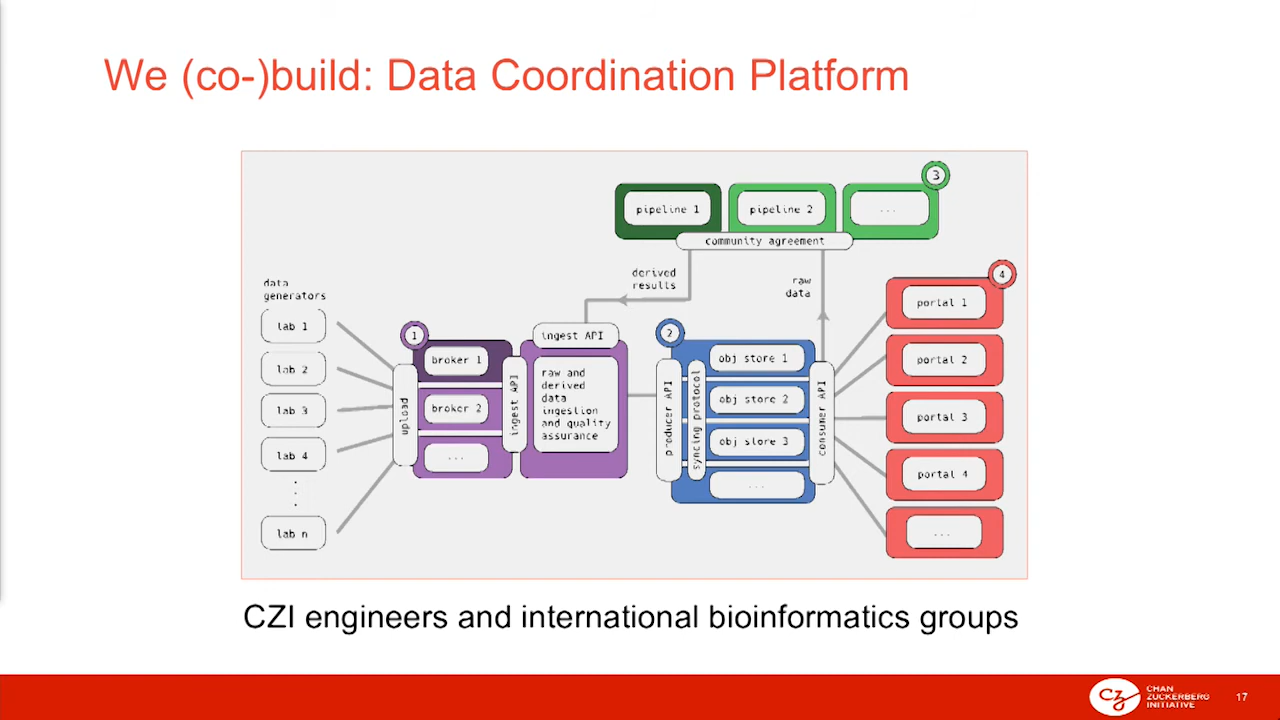 We (co-)build: Data Coordination Platform
3
pipeline 1
pipeline 2
...
community agreement
derived
results
raw
data
data
generators
lab 1
lab 2
lab 3
lab 4
lab n
upload
1
broker 1
broker 2
...
ingest API
ingest API
raw and
derived
data
ingestion
and quality
assurance
2
producer API
syncing protocol
obj store 1
obj store 2
obj store 3
...
consumer API
4
portal 1
portal 2
portal 3
portal 4
...
CZI engineers and international bioinformatics groups
CZ
CHAN
ZUCKERBERG
INITIATIVE
17